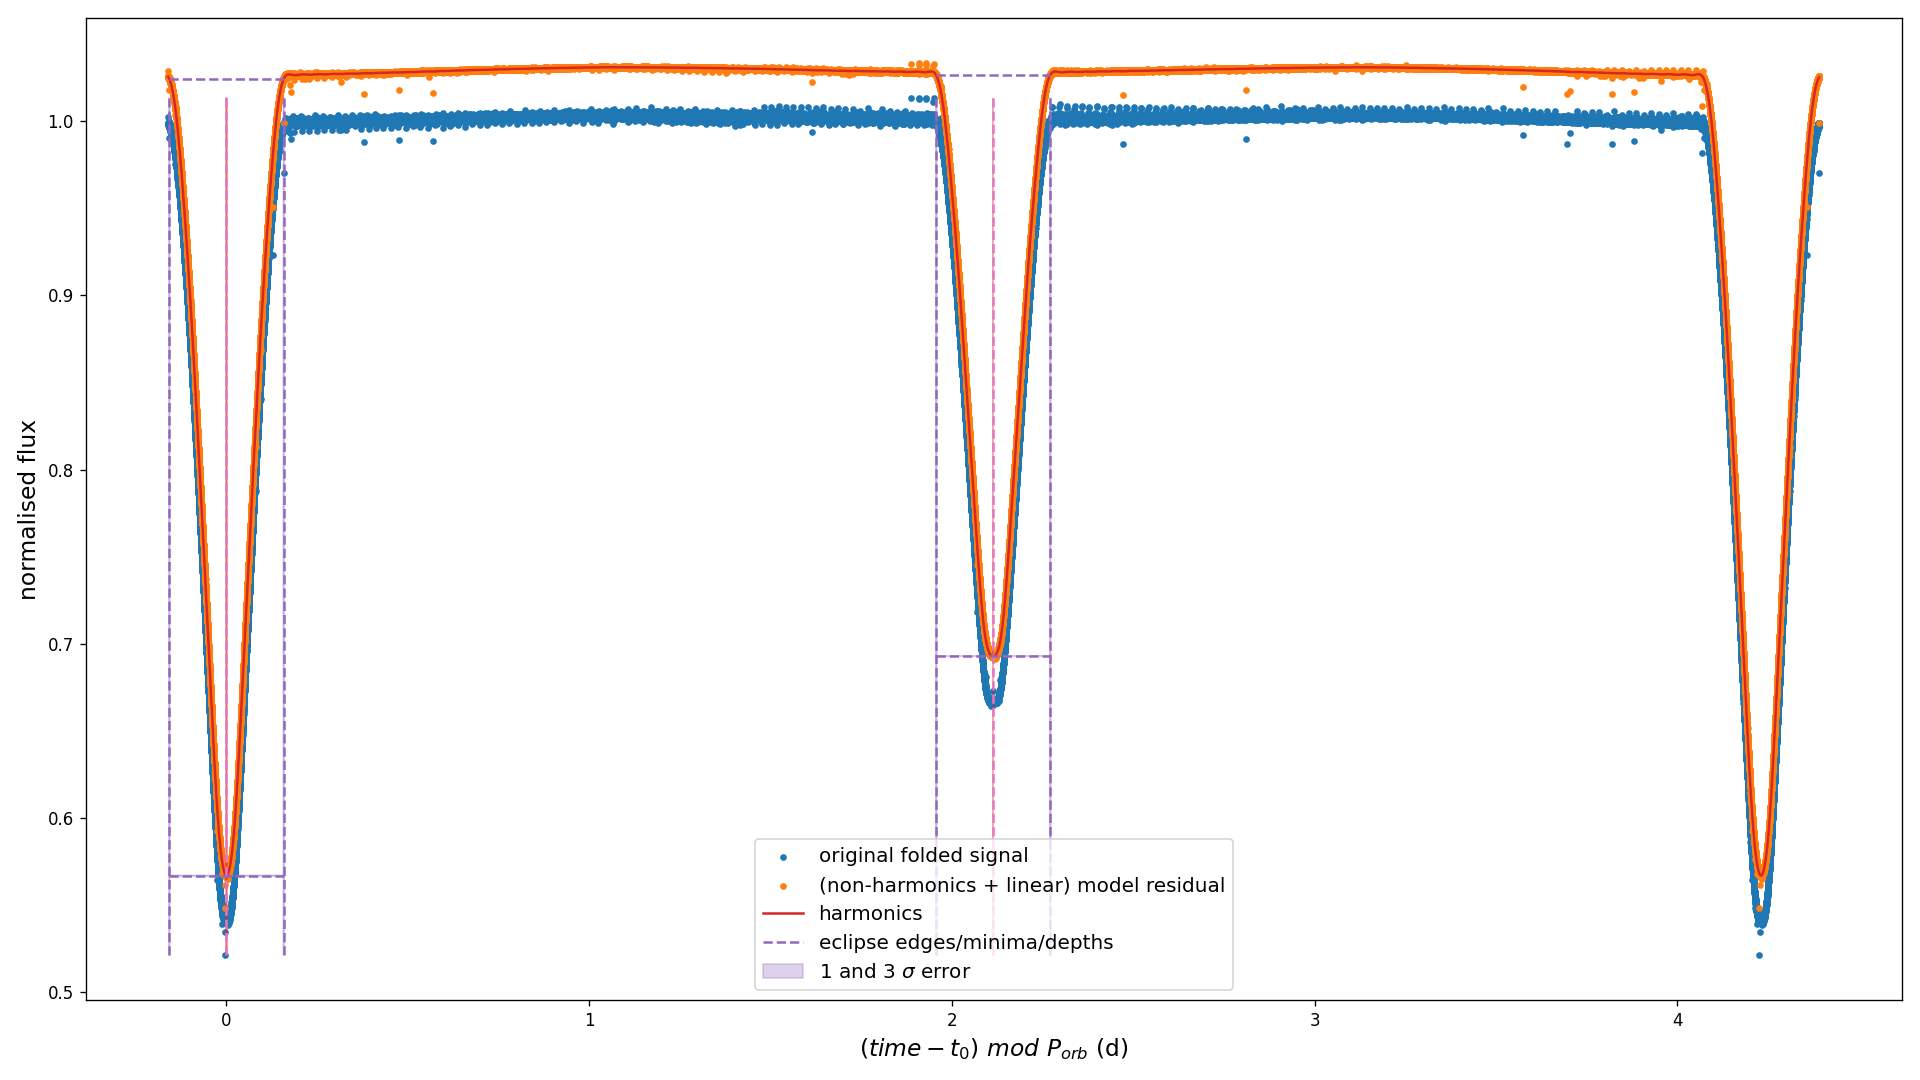 1.0
0.9
0.8
0.7
0.6
0.5
normalised flux
original folded signal
(non-harmonics + linear) model residual
harmonics
eclipse edges/minima/depths
1 and 3 σ error
0 1 2 3 4
(time − t₀) mod Pₒᵣb (d)